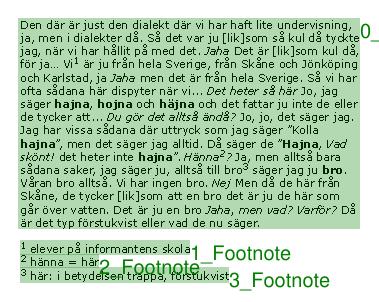 Den där är just den dialekt där vi har haft lite undervisning,
ja, men i dialekter då. Så det var ju [lik]som så kul då tyckte 0_
jag, när vi har hållit på med det. Jaha Det är [lik]som kul då,
för ja... Vi¹ är ju från hela Sverige, från Skåne och Jönköping
och Karlstad, ja Jaha men det är från hela Sverige. Så vi har
ofta sådana här dispyter när vi... Det heter så här Jo, jag
säger hajna, hojna och häjna och det fattar ju inte de eller
de tycker att... Du gör det alltså ändå? Jo, jo, det säger jag.
Jag har vissa sådana där uttryck som jag säger "Kolla
hajna", men det säger jag alltid. Då säger de "Hajna, Vad
skönt! det heter inte hajna". Hänna²? Ja, men alltså bara
sådana saker, jag säger ju, alltså till bro³ säger jag ju bro.
Våran bro alltså. Vi har ingen bro. Nej Men då de här från
Skåne, de tycker [lik]som att en bro det är ju de här som
går över vatten. Det är ju en bro Jaha, men vad? Varför? Då
är det typ förstukvist eller vad de nu säger.
¹ elever på informantens skola 1_Footnote
² hänna = här 2_Footnote
³ här: i betydelsen trappa, förstukvist 3_Footnote